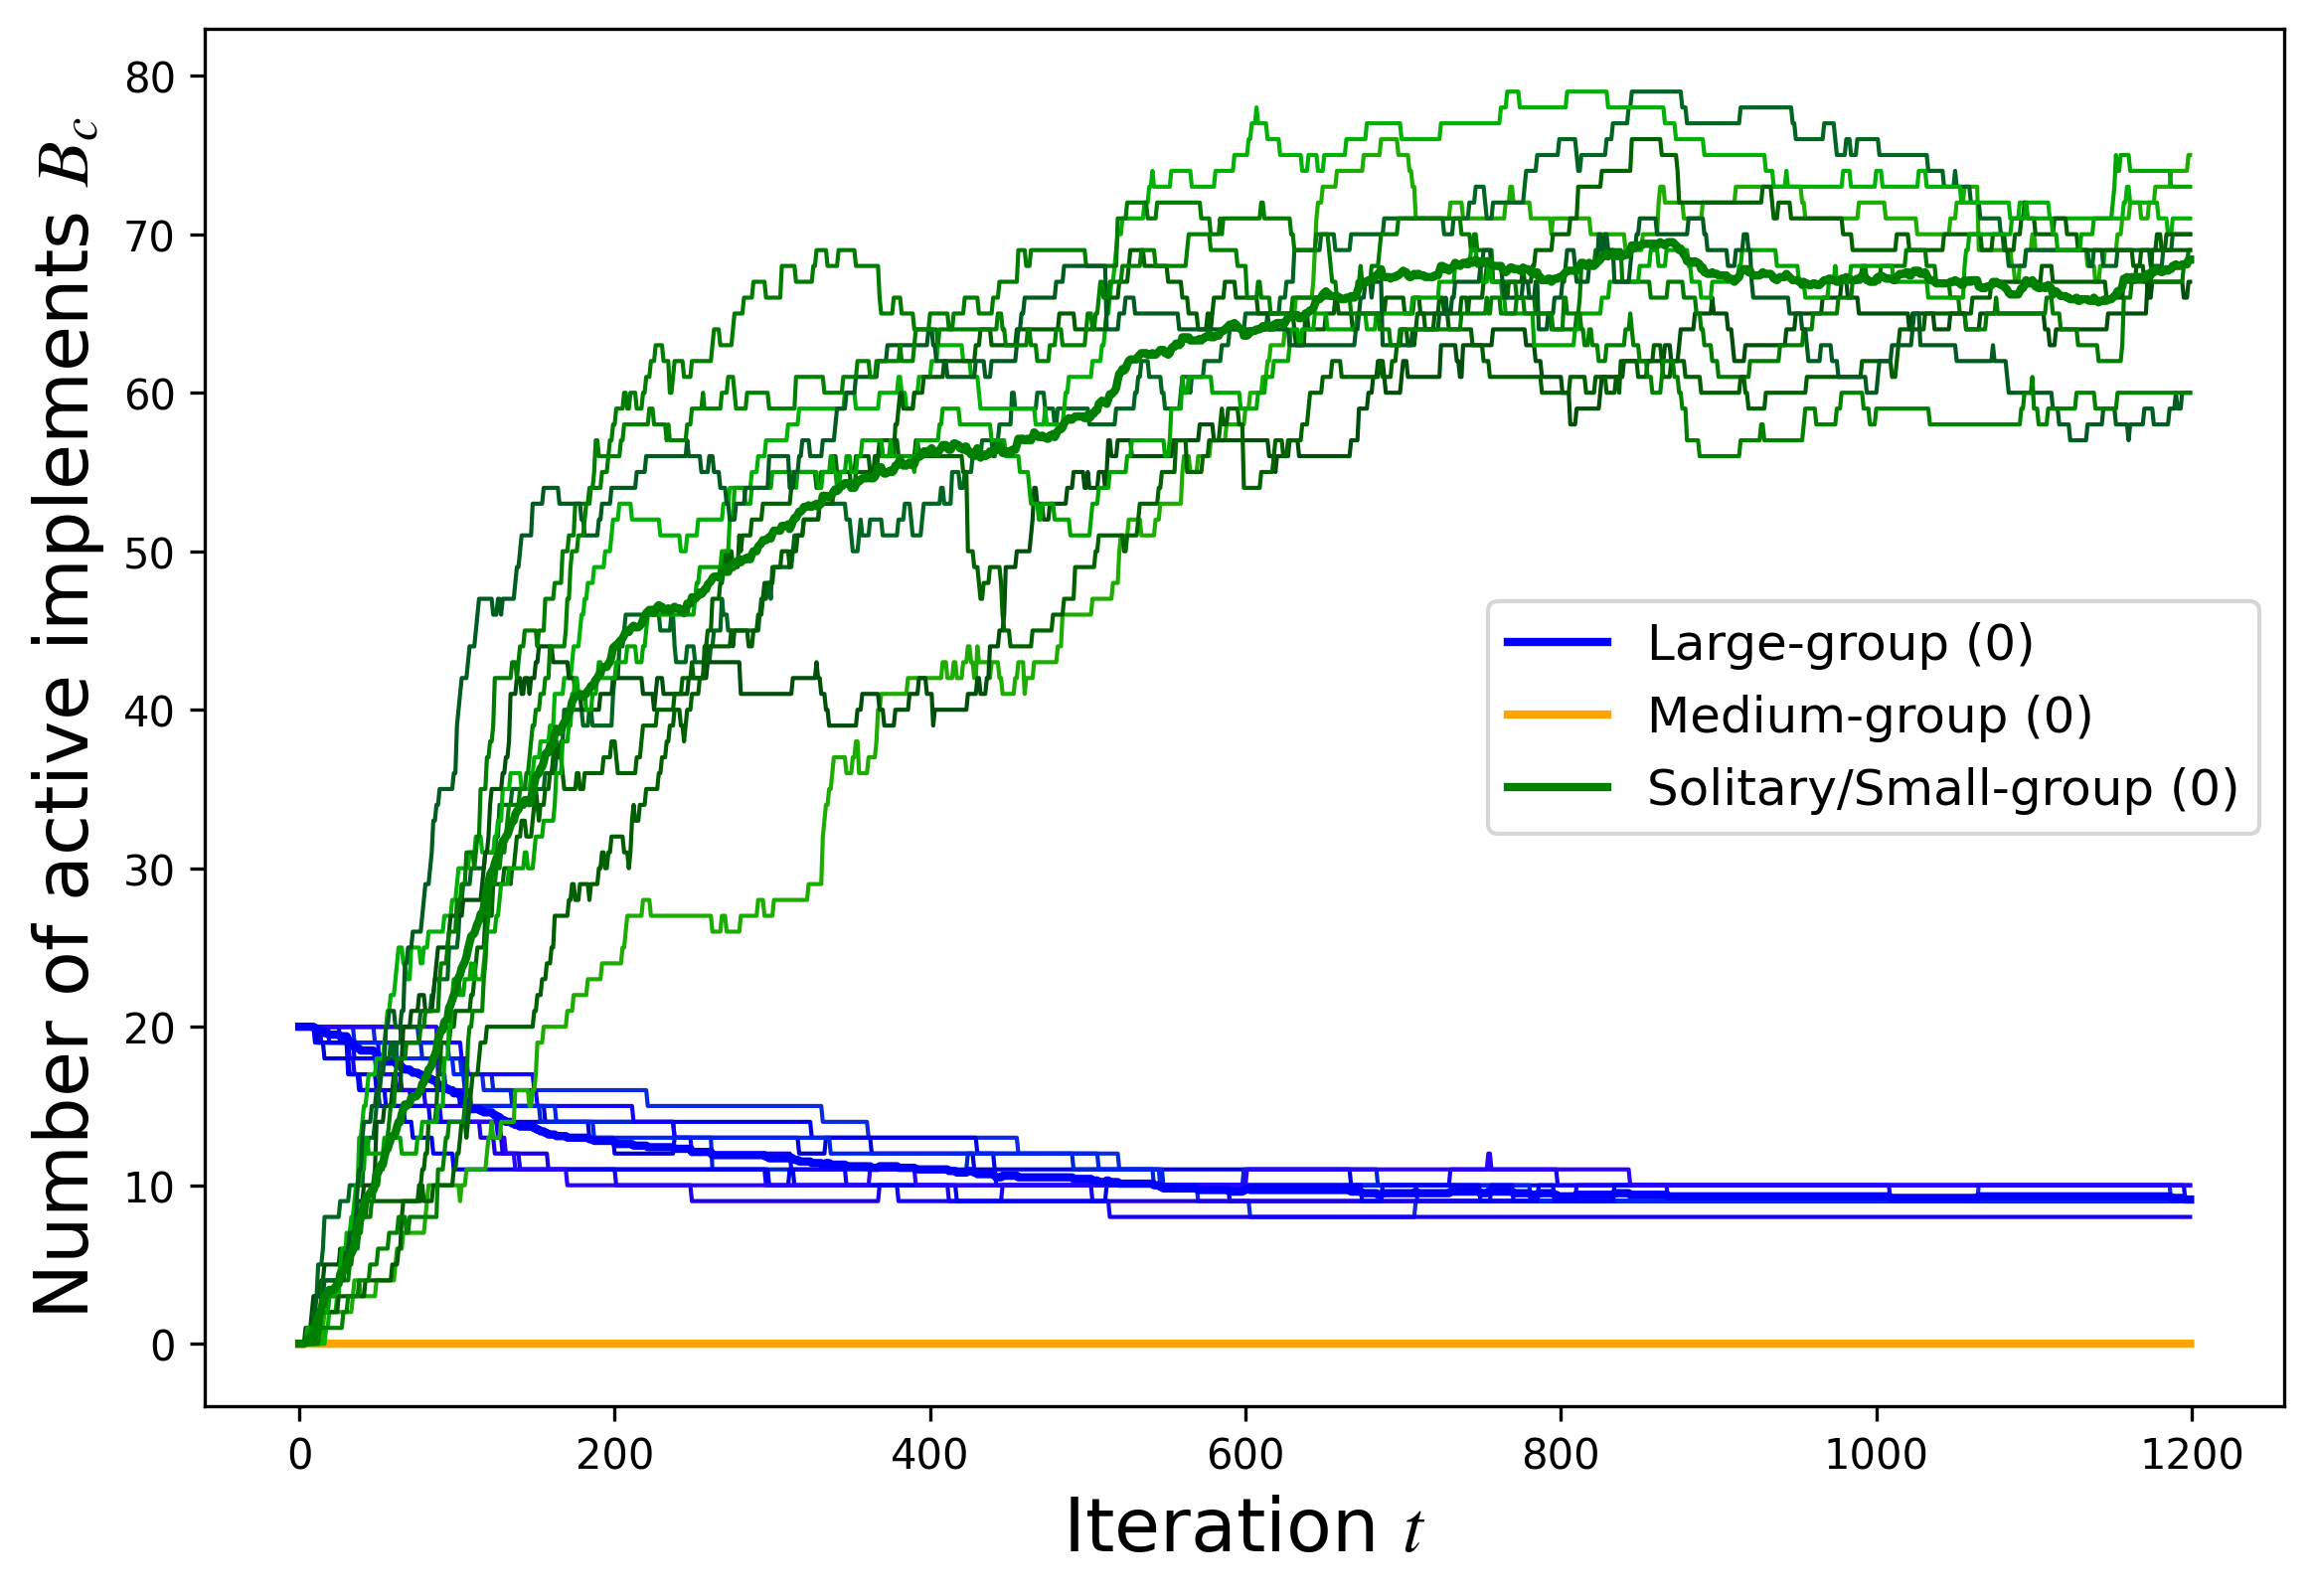 Number of active implements B_c
80
70
60
50
40
30
20
10
0
Large-group (0)
Medium-group (0)
Solitary/Small-group (0)
0 200 400 600 800 1000 1200
Iteration t